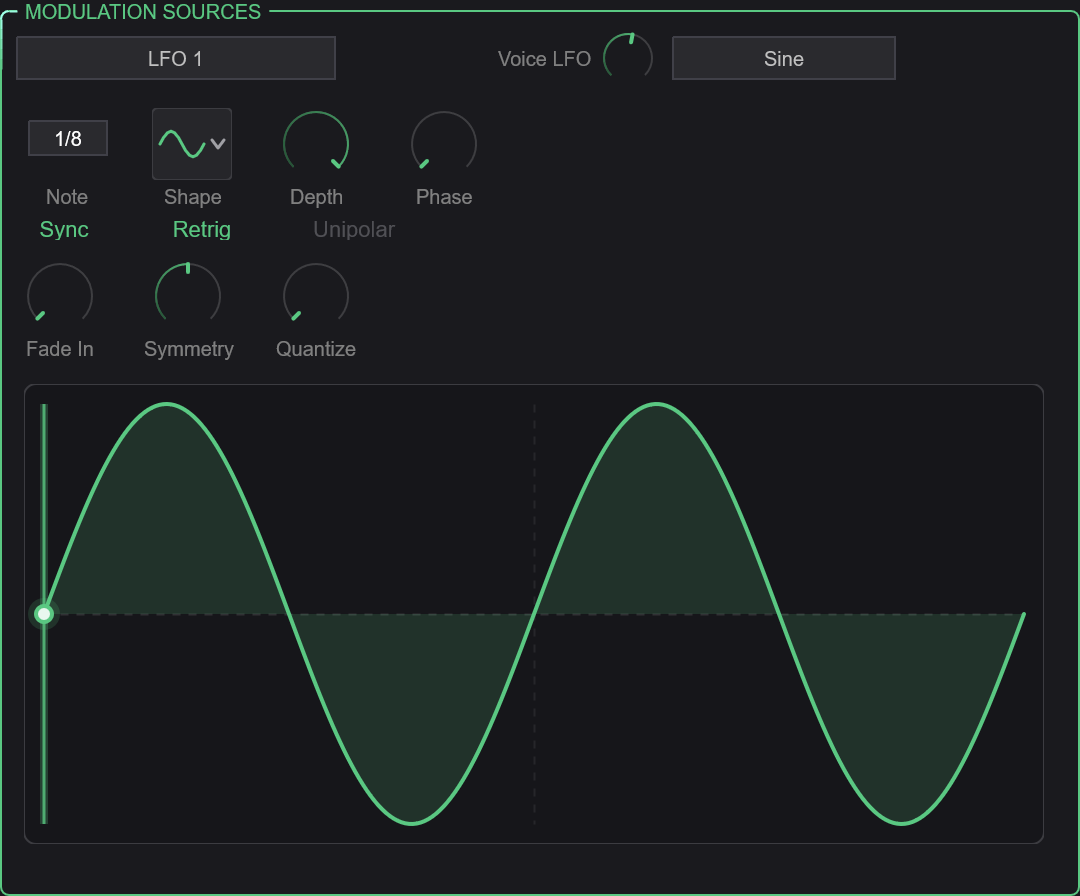 MODULATION SOURCES
LFO 1
Voice LFO
Sine
1/8
Note
Shape
Depth
Phase
Sync
Retrig
Unipolar
Fade In
Symmetry
Quantize